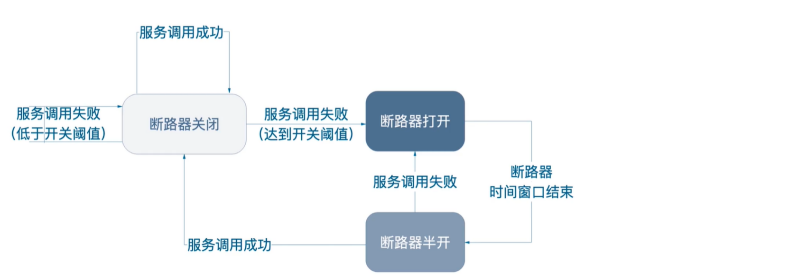 服务调用成功
服务调用失败
（低于开关阈值）
断路器关闭
服务调用失败
（达到开关阈值）
断路器打开
断路器
时间窗口结束
服务调用失败
服务调用成功
断路器半开